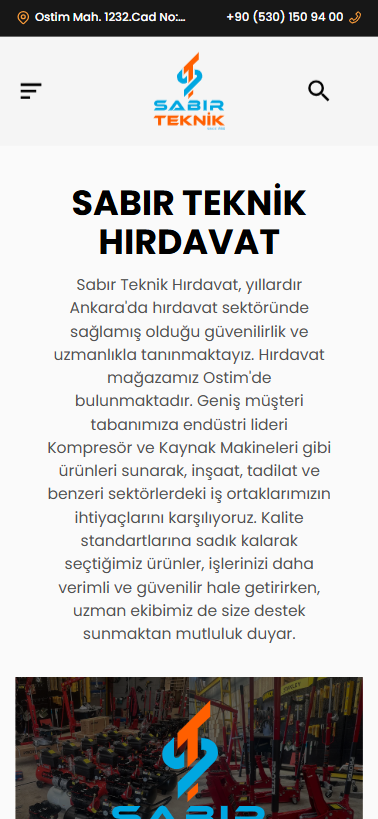 Ostim Mah. 1232.Cad No:... +90 (530) 150 94 00
SABIR
TEKNİK
SABIR TEKNİK
HIRDAVAT
Sabır Teknik Hırdavat, yıllardır
Ankara'da hırdavat sektöründe
sağlamış olduğu güvenilirlik ve
uzmanlıkla tanınmaktayız. Hırdavat
mağazamız Ostim'de
bulunmaktadır. Geniş müşteri
tabanımıza endüstri lideri
Kompresör ve Kaynak Makineleri gibi
ürünleri sunarak, inşaat, tadilat ve
benzeri sektörlerdeki iş ortaklarımızın
ihtiyaçlarını karşılıyoruz. Kalite
standartlarına sadık kalarak
seçtiğimiz ürünler, işlerinizi daha
verimli ve güvenilir hale getirirken,
uzman ekibimiz de size destek
sunmaktan mutluluk duyar.
SABIR